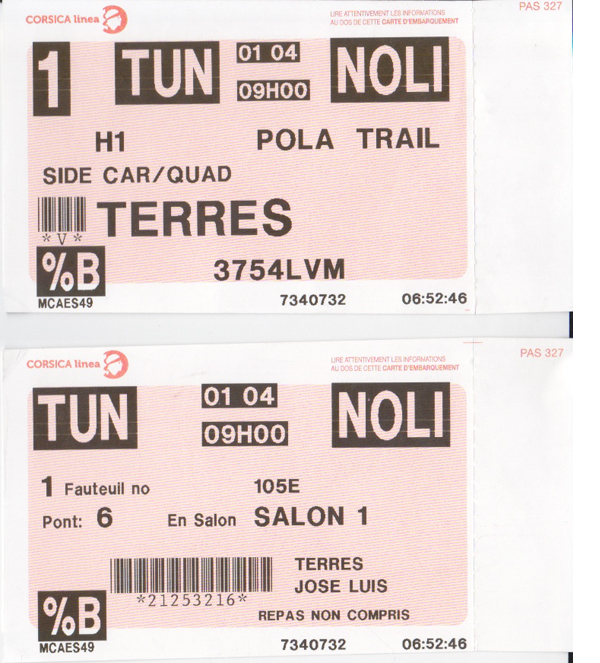 CORSICA linea
LIRE ATTENTIVEMENT LES INFORMATIONS
AU DOS DE CETTE CARTE D'EMBARQUEMENT
PAS 327
1 TUN 01 04 NOLI
09H00
H1 POLA TRAIL
SIDE CAR/QUAD
TERRES
*V*
%B 3754LVM
MCAES49 7340732 06:52:46
CORSICA linea
LIRE ATTENTIVEMENT LES INFORMATIONS
AU DOS DE CETTE CARTE D'EMBARQUEMENT
PAS 327
TUN 01 04 NOLI
09H00
1 Fauteuil no 105E
Pont: 6 En Salon SALON 1
TERRES
JOSE LUIS
*21253216*
%B REPAS NON COMPRIS
MCAES49 7340732 06:52:46